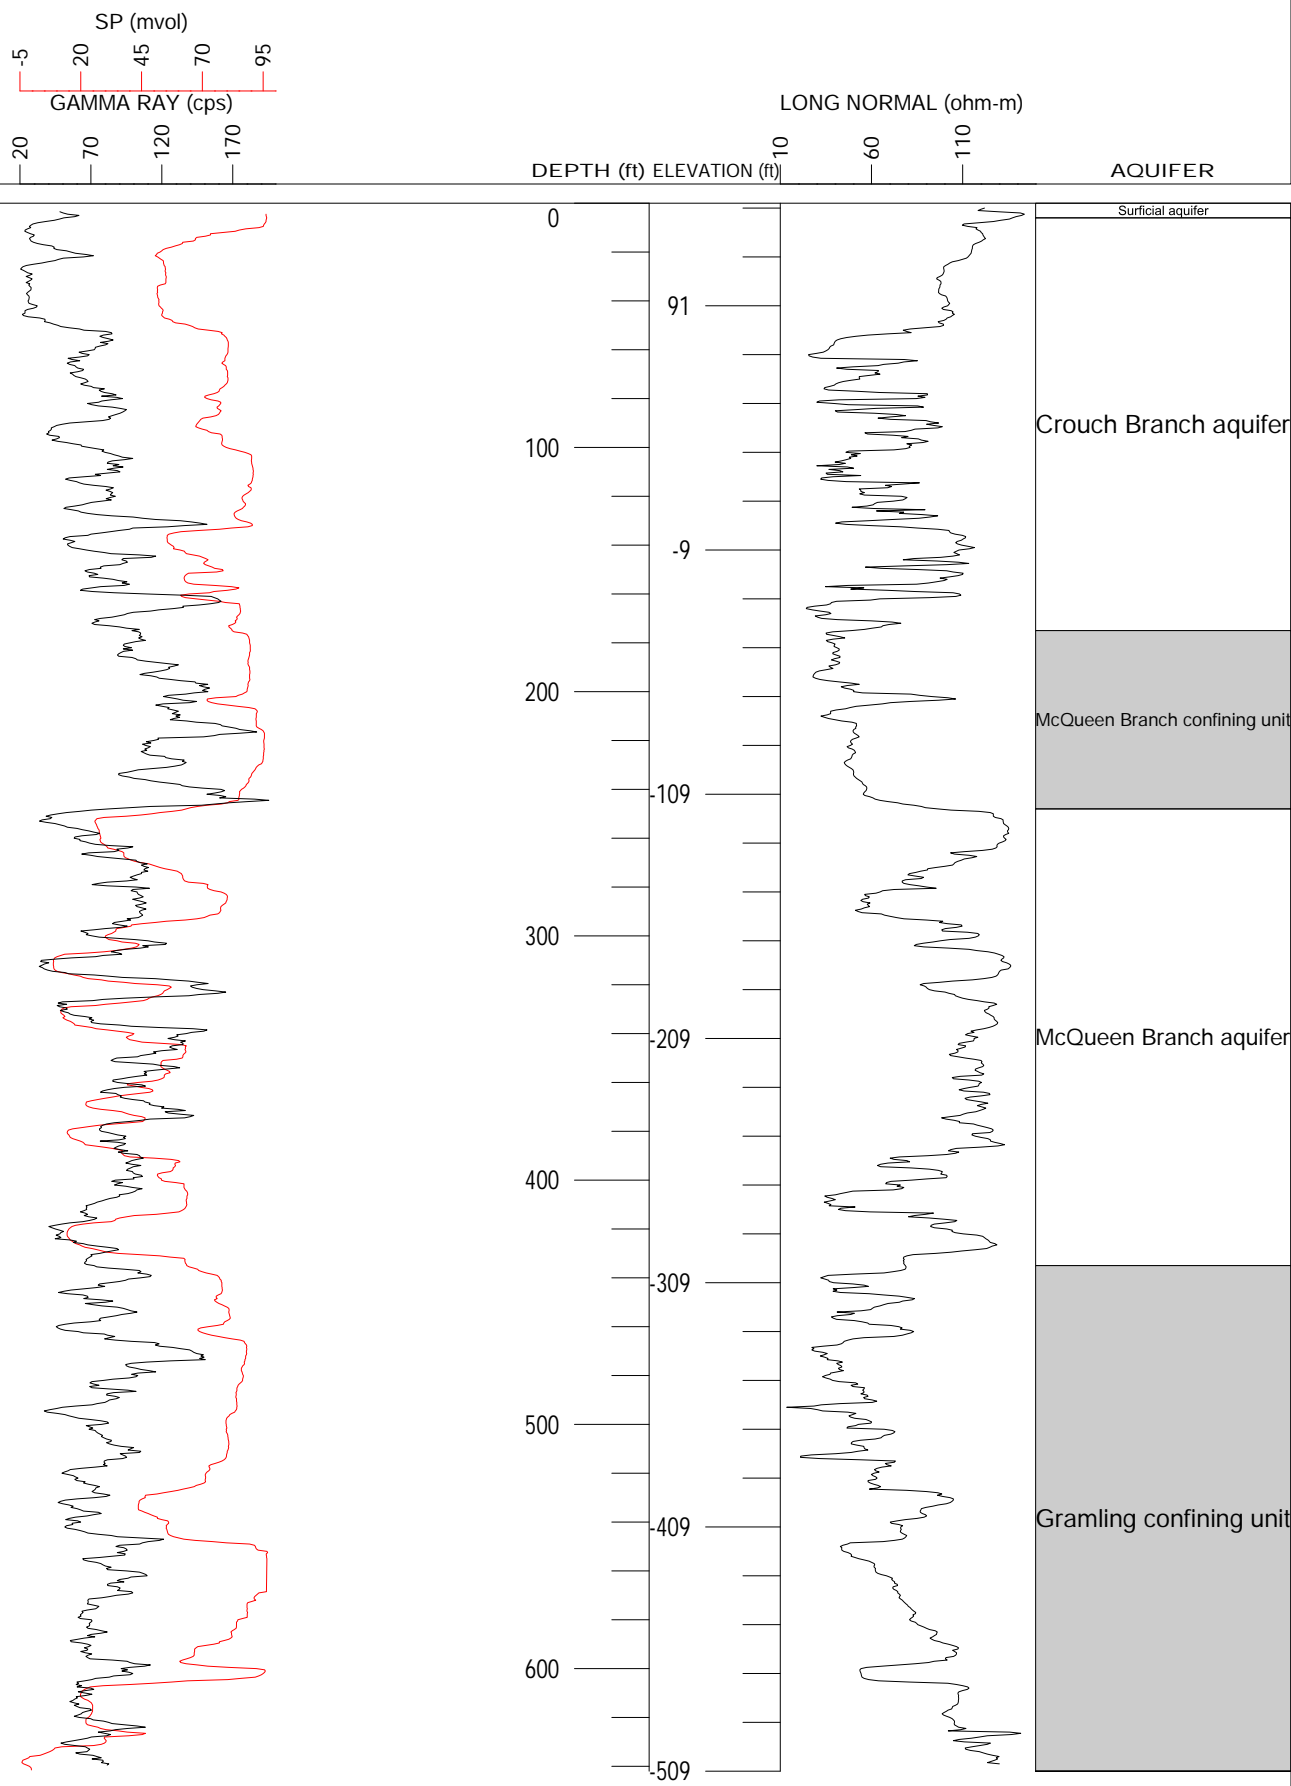 SP (mvol)
-5 20 45 70 95
GAMMA RAY (cps)
20 70 120 170
LONG NORMAL (ohm-m)
10 60 110
DEPTH (ft) ELEVATION (ft) AQUIFER
Surficial aquifer
0
91
Crouch Branch aquifer
100
-9
200
McQueen Branch confining unit
-109
300
-209
McQueen Branch aquifer
400
-309
500
Gramling confining unit
-409
600
-509